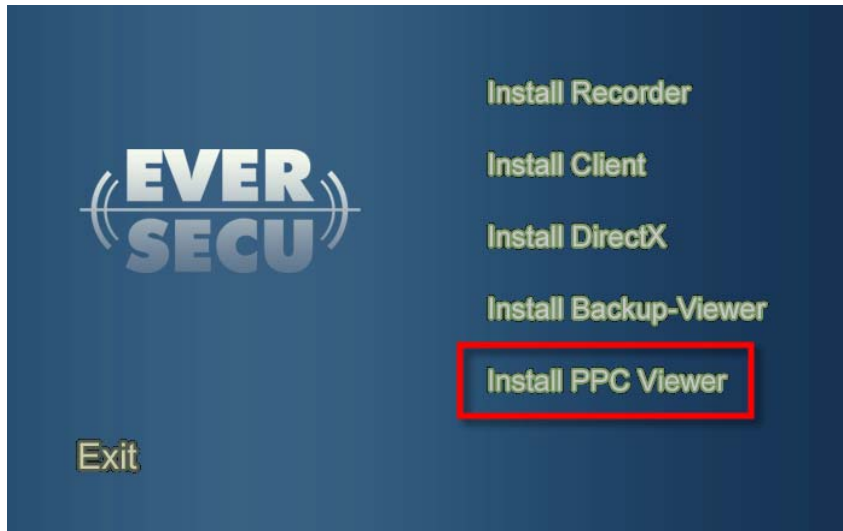 EVER
SECU
Install Recorder
Install Client
Install DirectX
Install Backup-Viewer
Install PPC Viewer
Exit